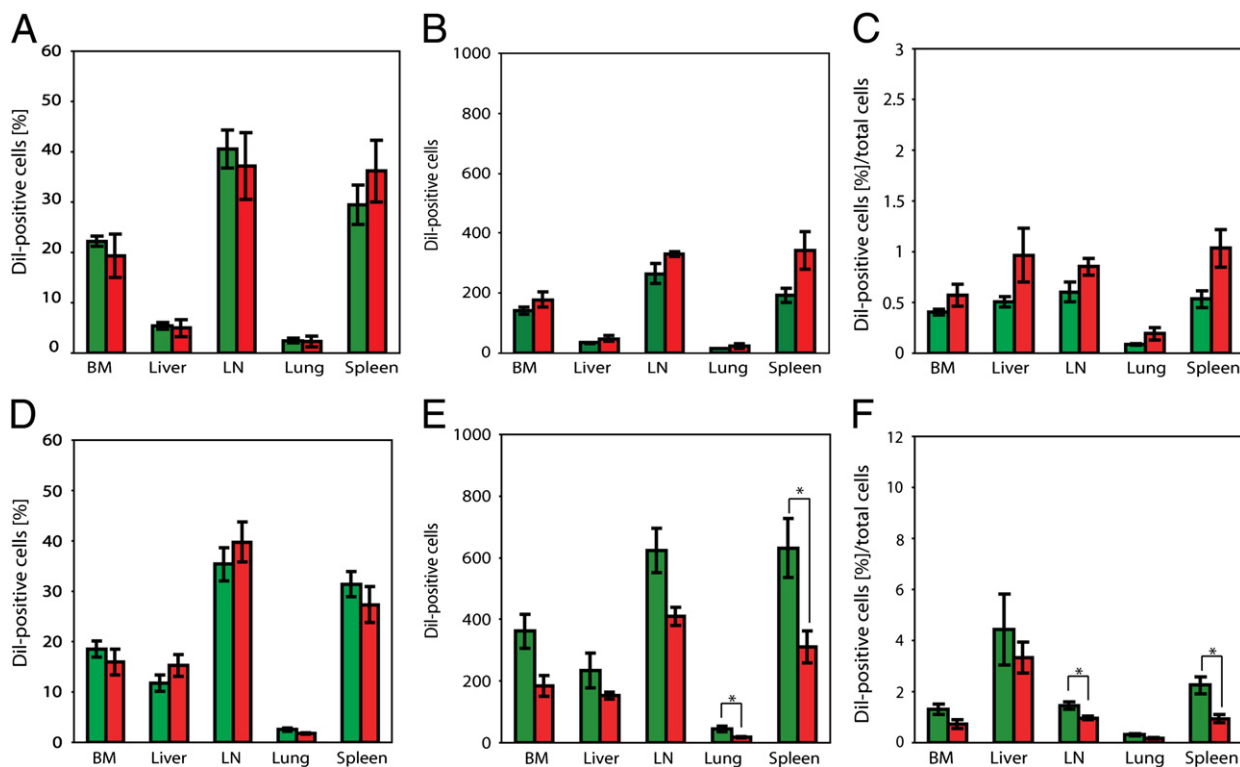 A
DiI-positive cells [%]
60
50
40
30
20
10
0
BM Liver LN Lung Spleen
B
DiI-positive cells
1000
800
600
400
200
0
BM Liver LN Lung Spleen
C
DiI-positive cells [%]/total cells
3
2.5
2
1.5
1
0.5
0
BM Liver LN Lung Spleen
D
DiI-positive cells [%]
60
50
40
30
20
10
0
BM Liver LN Lung Spleen
E
DiI-positive cells
1000
800
600
400
200
0
*
*
BM Liver LN Lung Spleen
F
DiI-positive cells [%]/total cells
12
10
8
6
4
2
0
*
*
BM Liver LN Lung Spleen